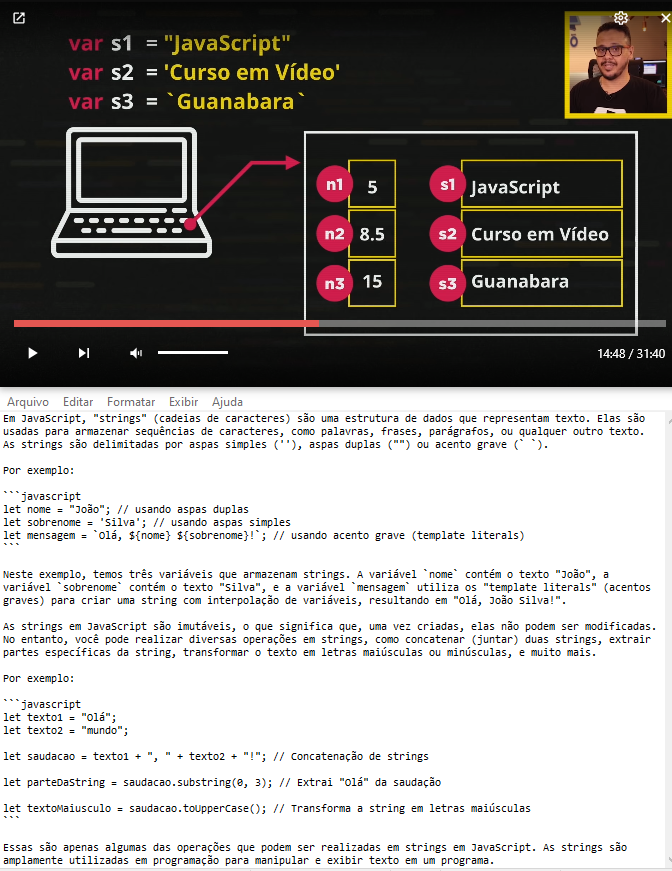 var s1 = "JavaScript"
var s2 = 'Curso em Vídeo'
var s3 = `Guanabara`
n1 5 s1 JavaScript
n2 8.5 s2 Curso em Vídeo
n3 15 s3 Guanabara
14:48 / 31:40
Arquivo Editar Formatar Exibir Ajuda
Em JavaScript, "strings" (cadeias de caracteres) são uma estrutura de dados que representam texto. Elas são
usadas para armazenar sequências de caracteres, como palavras, frases, parágrafos, ou qualquer outro texto.
As strings são delimitadas por aspas simples (''), aspas duplas ("") ou acento grave (` `).
Por exemplo:
```javascript
let nome = "João"; // usando aspas duplas
let sobrenome = 'Silva'; // usando aspas simples
let mensagem = `Olá, ${nome} ${sobrenome}!`; // usando acento grave (template literals)
```
Neste exemplo, temos três variáveis que armazenam strings. A variável `nome` contém o texto "João", a
variável `sobrenome` contém o texto "Silva", e a variável `mensagem` utiliza os "template literals" (acentos
graves) para criar uma string com interpolação de variáveis, resultando em "Olá, João Silva!".
As strings em JavaScript são imutáveis, o que significa que, uma vez criadas, elas não podem ser modificadas.
No entanto, você pode realizar diversas operações em strings, como concatenar (juntar) duas strings, extrair
partes específicas da string, transformar o texto em letras maiúsculas ou minúsculas, e muito mais.
Por exemplo:
```javascript
let texto1 = "Olá";
let texto2 = "mundo";
let saudacao = texto1 + ", " + texto2 + "!"; // Concatenação de strings
let parteDaString = saudacao.substring(0, 3); // Extrai "Olá" da saudação
let textoMaiusculo = saudacao.toUpperCase(); // Transforma a string em letras maiúsculas
```
Essas são apenas algumas das operações que podem ser realizadas em strings em JavaScript. As strings são
amplamente utilizadas em programação para manipular e exibir texto em um programa.